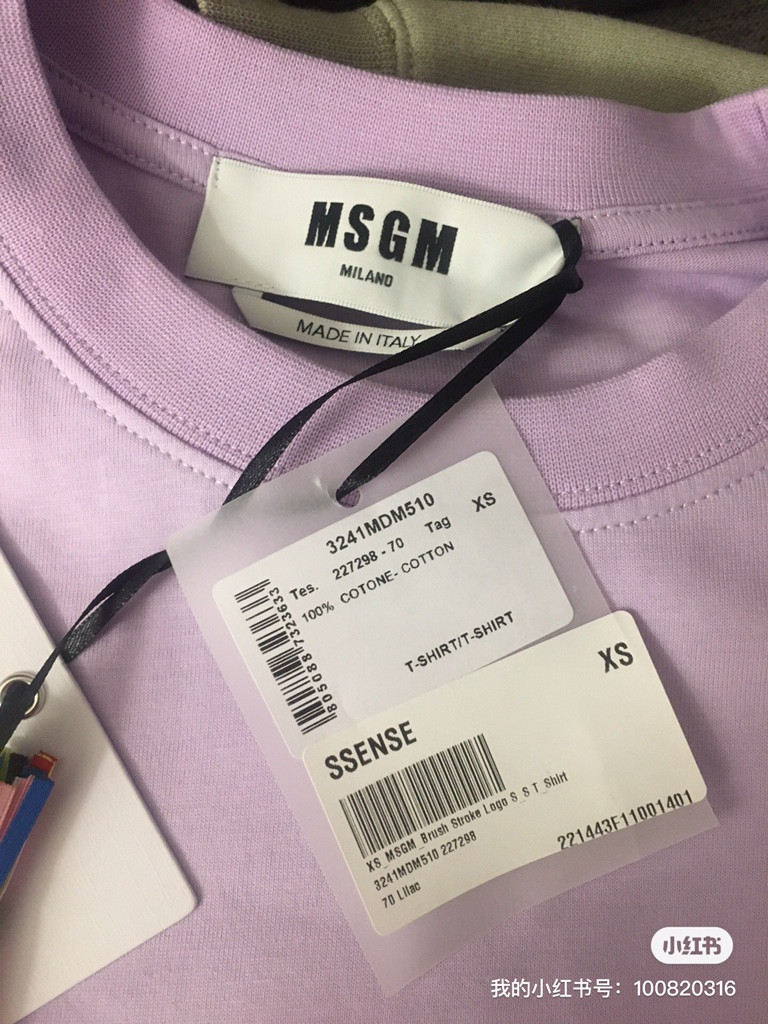 MSGM
MILANO
MADE IN ITALY
3241MDM510
XS
Tes. 227298 - 70 Tag
100% COTONE- COTTON
8050887323633
T-SHIRT/T-SHIRT
XS
SSENSE
XS_MSGM_Brush Stroke Logo S_S T_Shirt
3241MDM510 227298
70 Lilac
221443F11001401
小红书
我的小红书号：100820316